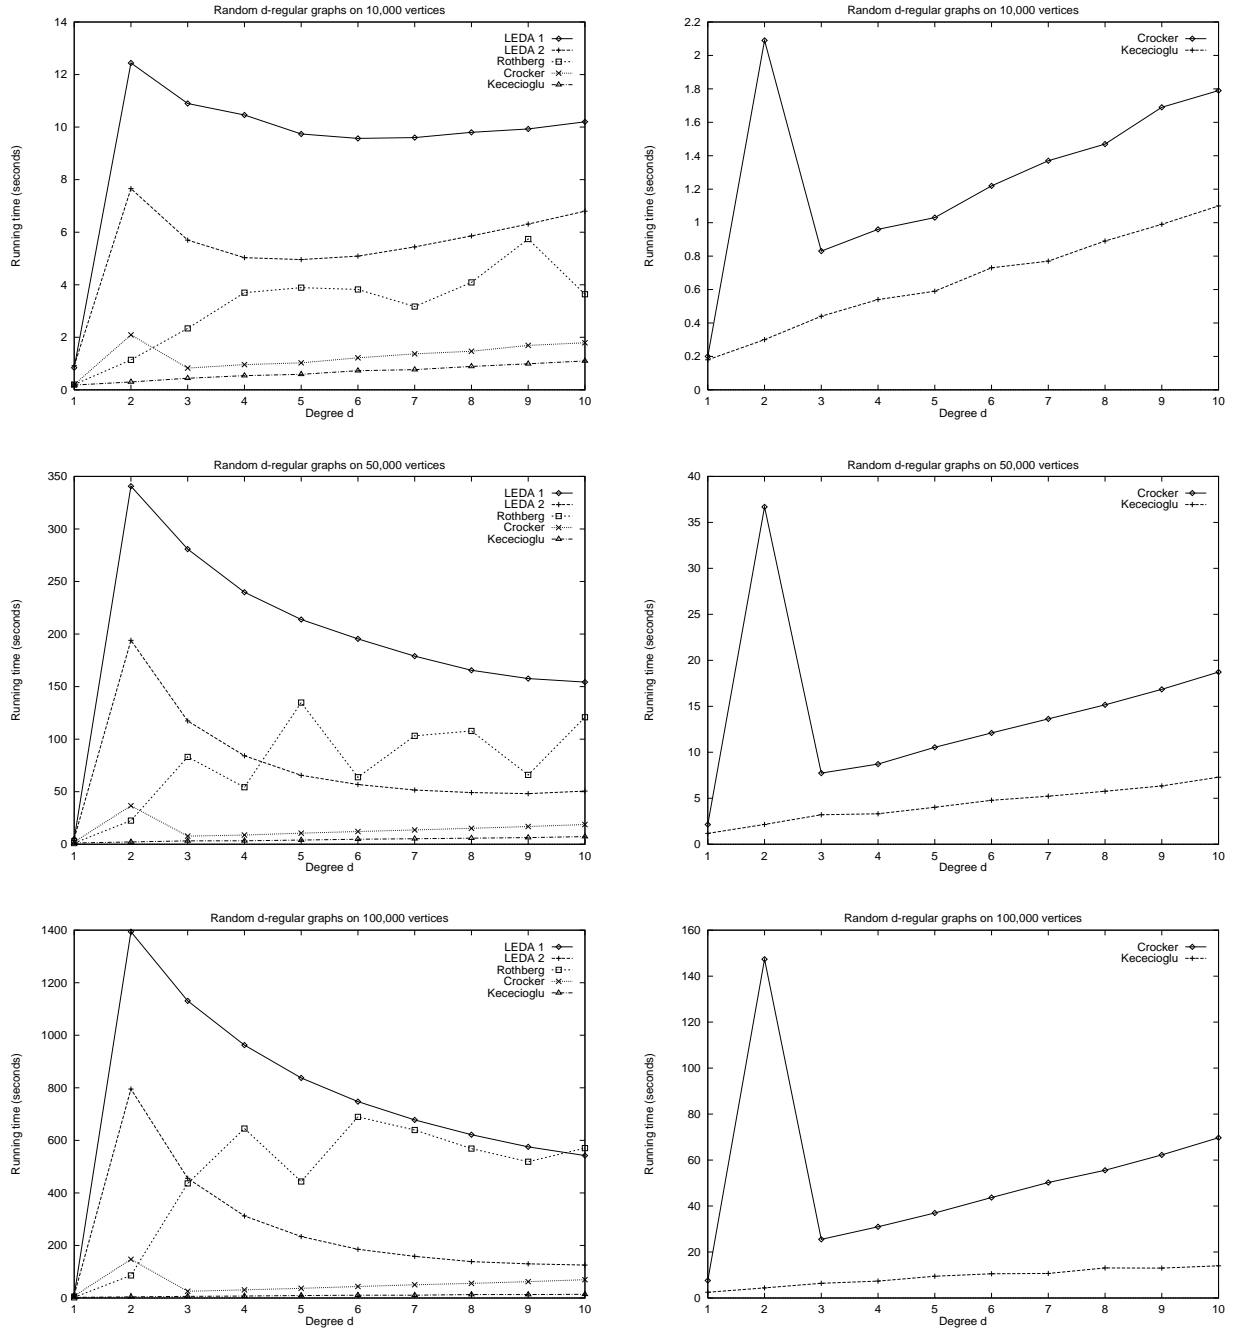 Random d-regular graphs on 10,000 vertices
14
12
10
8
6
4
2
0
Running time (seconds)
LEDA 1
LEDA 2
Rothberg
Crocker
Kececioglu
1 2 3 4 5 6 7 8 9 10
Degree d
Random d-regular graphs on 10,000 vertices
2.2
2
1.8
1.6
1.4
1.2
1
0.8
0.6
0.4
0.2
0
Running time (seconds)
Crocker
Kececioglu
1 2 3 4 5 6 7 8 9 10
Degree d
Random d-regular graphs on 50,000 vertices
350
300
250
200
150
100
50
0
Running time (seconds)
LEDA 1
LEDA 2
Rothberg
Crocker
Kececioglu
1 2 3 4 5 6 7 8 9 10
Degree d
Random d-regular graphs on 50,000 vertices
40
35
30
25
20
15
10
5
0
Running time (seconds)
Crocker
Kececioglu
1 2 3 4 5 6 7 8 9 10
Degree d
Random d-regular graphs on 100,000 vertices
1400
1200
1000
800
600
400
200
0
Running time (seconds)
LEDA 1
LEDA 2
Rothberg
Crocker
Kececioglu
1 2 3 4 5 6 7 8 9 10
Degree d
Random d-regular graphs on 100,000 vertices
160
140
120
100
80
60
40
20
0
Running time (seconds)
Crocker
Kececioglu
1 2 3 4 5 6 7 8 9 10
Degree d